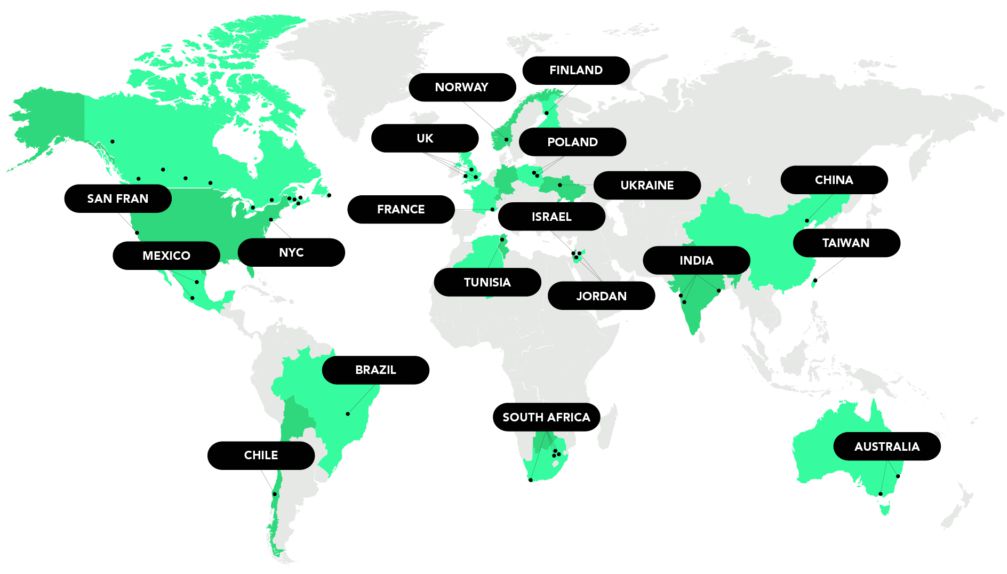 FINLAND
NORWAY
UK
POLAND
CHINA
UKRAINE
SAN FRAN
FRANCE
ISRAEL
TAIWAN
MEXICO
NYC
INDIA
TUNISIA
JORDAN
BRAZIL
SOUTH AFRICA
AUSTRALIA
CHILE